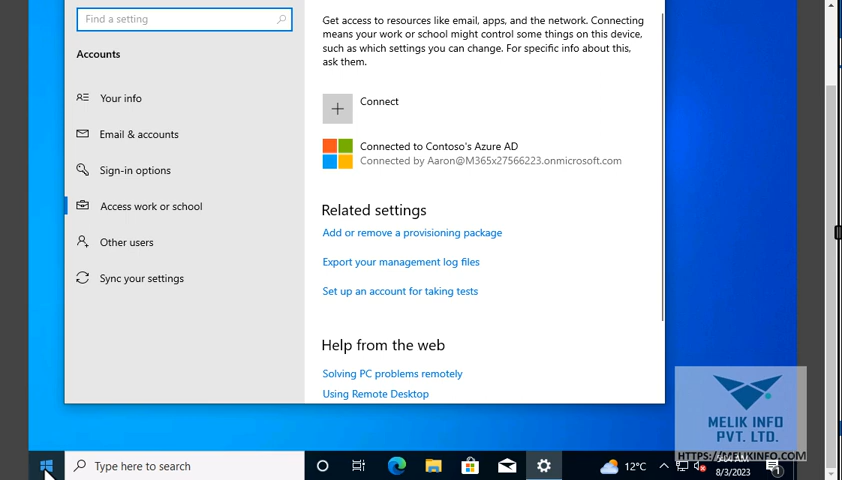 Find a setting
Accounts
Your info
Email & accounts
Sign-in options
Access work or school
Other users
Sync your settings
Get access to resources like email, apps, and the network. Connecting
means your work or school might control some things on this device,
such as which settings you can change. For specific info about this,
ask them.
Connect
Connected to Contoso's Azure AD
Connected by Aaron@M365x27566223.onmicrosoft.com
Related settings
Add or remove a provisioning package
Export your management log files
Set up an account for taking tests
Help from the web
Solving PC problems remotely
Using Remote Desktop
MELIK INFO
PVT. LTD.
HTTPS://MELIKINFO.COM
Type here to search
12°C
8/3/2023
1